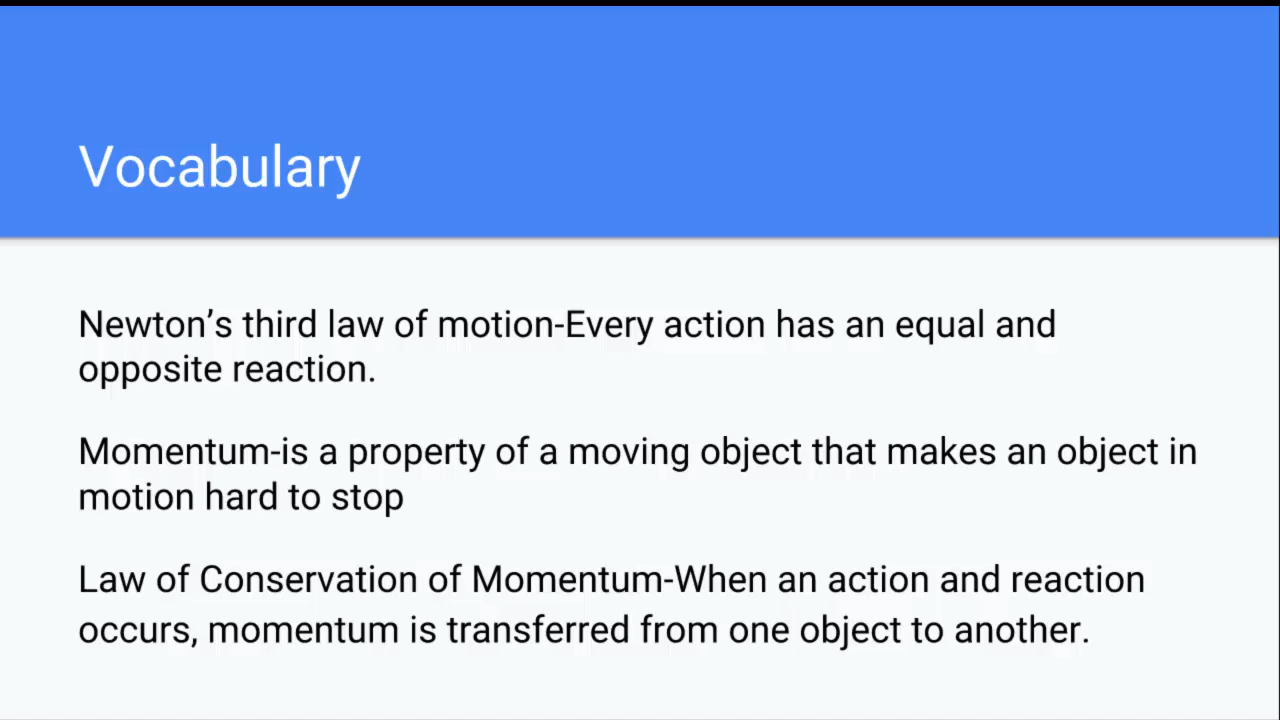 Vocabulary
Newton’s third law of motion-Every action has an equal and
opposite reaction.
Momentum-is a property of a moving object that makes an object in
motion hard to stop
Law of Conservation of Momentum-When an action and reaction
occurs, momentum is transferred from one object to another.